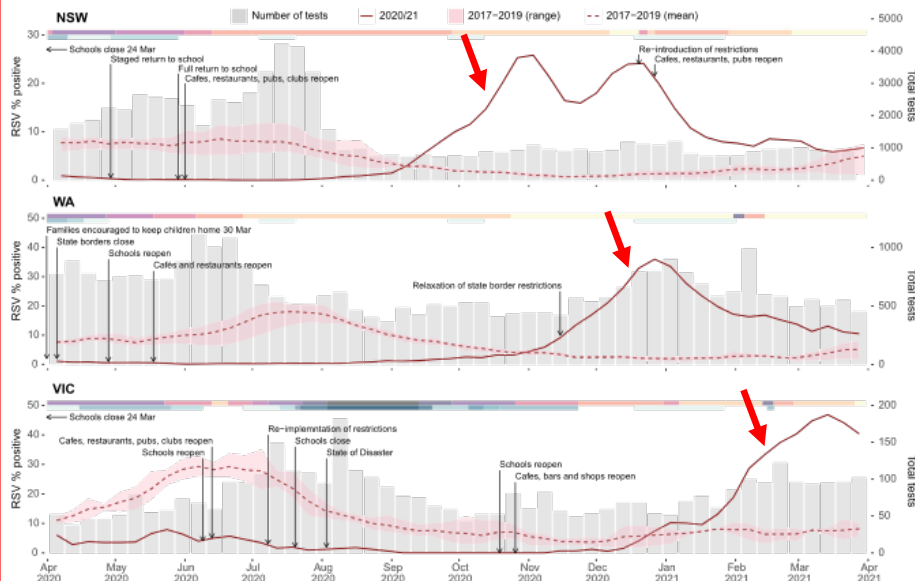 Number of tests 2020/21 2017−2019 (range) 2017−2019 (mean)
NSW
RSV % positive
30
20
10
0
Schools close 24 Mar
Staged return to school
Full return to school
Cafes, restaurants, pubs, clubs reopen
Re-introduction of restrictions
Cafes, restaurants, pubs reopen
5000
4000
3000
2000
1000
0
Total tests
WA
RSV % positive
50
40
30
20
10
0
Families encouraged to keep children home 30 Mar
State borders close
Schools reopen
Cafés and restaurants reopen
Relaxation of state border restrictions
1000
500
0
Total tests
VIC
RSV % positive
50
40
30
20
10
0
Schools close 24 Mar
Cafes, restaurants, pubs, clubs reopen
Schools reopen
Re-implemntation of restrictions
Schools close
State of Disaster
Schools reopen
Cafes, bars and shops reopen
200
150
100
50
0
Total tests
Apr 2020
May 2020
Jun 2020
Jul 2020
Aug 2020
Sep 2020
Oct 2020
Nov 2020
Dec 2020
Jan 2021
Feb 2021
Mar 2021
Apr 2021